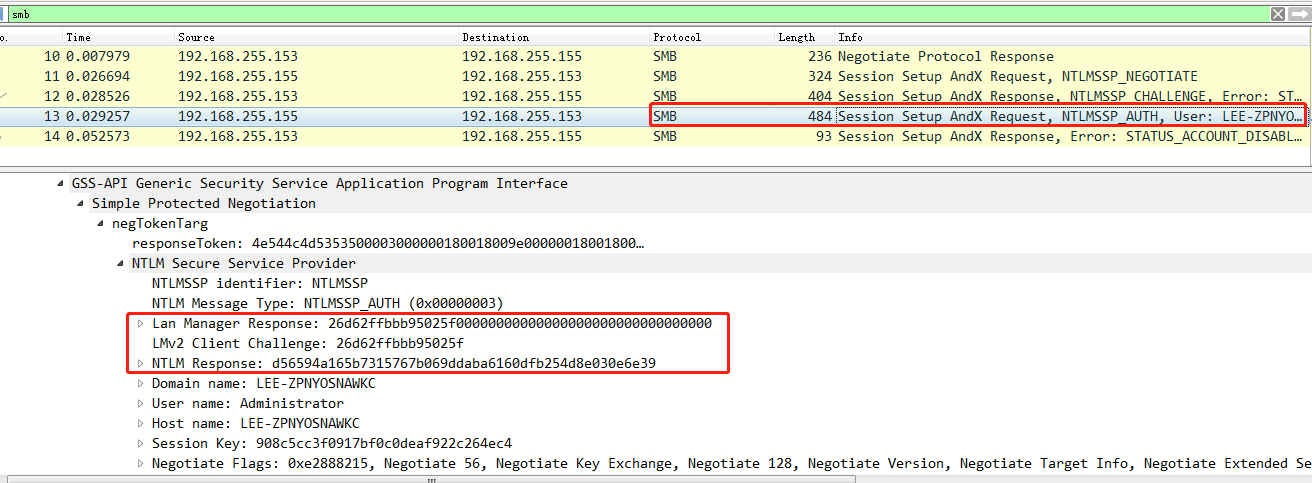 smb
o. Time Source Destination Protocol Length Info
10 0.007979 192.168.255.153 192.168.255.155 SMB 236 Negotiate Protocol Response
11 0.026694 192.168.255.155 192.168.255.153 SMB 324 Session Setup AndX Request, NTLMSSP_NEGOTIATE
12 0.028526 192.168.255.153 192.168.255.155 SMB 404 Session Setup AndX Response, NTLMSSP_CHALLENGE, Error: ST…
13 0.029257 192.168.255.155 192.168.255.153 SMB 484 Session Setup AndX Request, NTLMSSP_AUTH, User: LEE-ZPNYO…
14 0.052573 192.168.255.153 192.168.255.155 SMB 93 Session Setup AndX Response, Error: STATUS_ACCOUNT_DISABL…
GSS-API Generic Security Service Application Program Interface
Simple Protected Negotiation
negTokenTarg
responseToken: 4e544c4d5353500003000000180018009e00000018001800…
NTLM Secure Service Provider
NTLMSSP identifier: NTLMSSP
NTLM Message Type: NTLMSSP_AUTH (0x00000003)
Lan Manager Response: 26d62ffbbb95025f00000000000000000000000000000000
LMv2 Client Challenge: 26d62ffbbb95025f
NTLM Response: d56594a165b7315767b069ddaba6160dfb254d8e030e6e39
Domain name: LEE-ZPNYOSNAWKC
User name: Administrator
Host name: LEE-ZPNYOSNAWKC
Session Key: 908c5cc3f0917bf0c0deaf922c264ec4
Negotiate Flags: 0xe2888215, Negotiate 56, Negotiate Key Exchange, Negotiate 128, Negotiate Version, Negotiate Target Info, Negotiate Extended Se